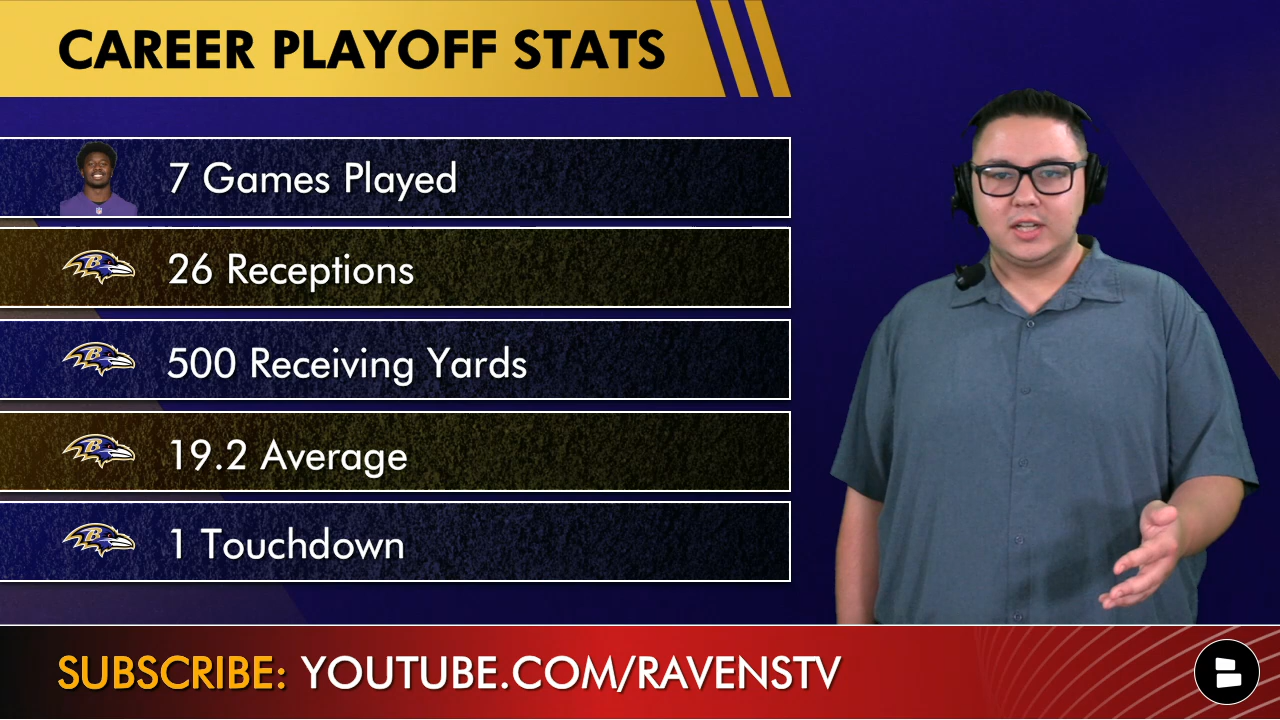 CAREER PLAYOFF STATS
7 Games Played
26 Receptions
500 Receiving Yards
19.2 Average
1 Touchdown
SUBSCRIBE: YOUTUBE.COM/RAVENSTV